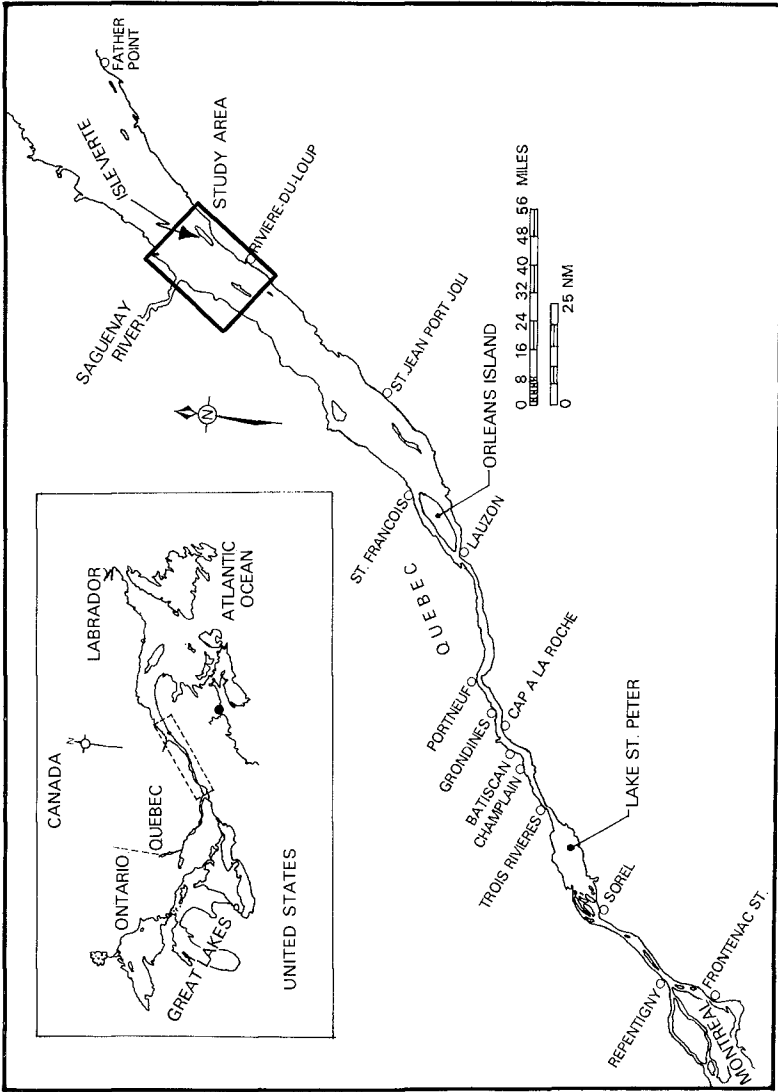 CANADA
LABRADOR
ONTARIO
QUEBEC
GREAT LAKES
ATLANTIC
OCEAN
UNITED STATES
N
N
FATHER
POINT
ISLE VERTE
STUDY AREA
SAGUENAY
RIVER
RIVIERE-DU-LOUP
ST. JEAN PORT JOLI
ST. FRANCOIS
ORLEANS ISLAND
QUEBEC
LAUZON
PORTNEUF
GRONDINES
CAP A LA ROCHE
BATISCAN
CHAMPLAIN
TROIS RIVIERES
LAKE ST. PETER
SOREL
REPENTIGNY
FRONTENAC ST.
MONTREAL
0 8 16 24 32 40 48 56 MILES
0 25 NM